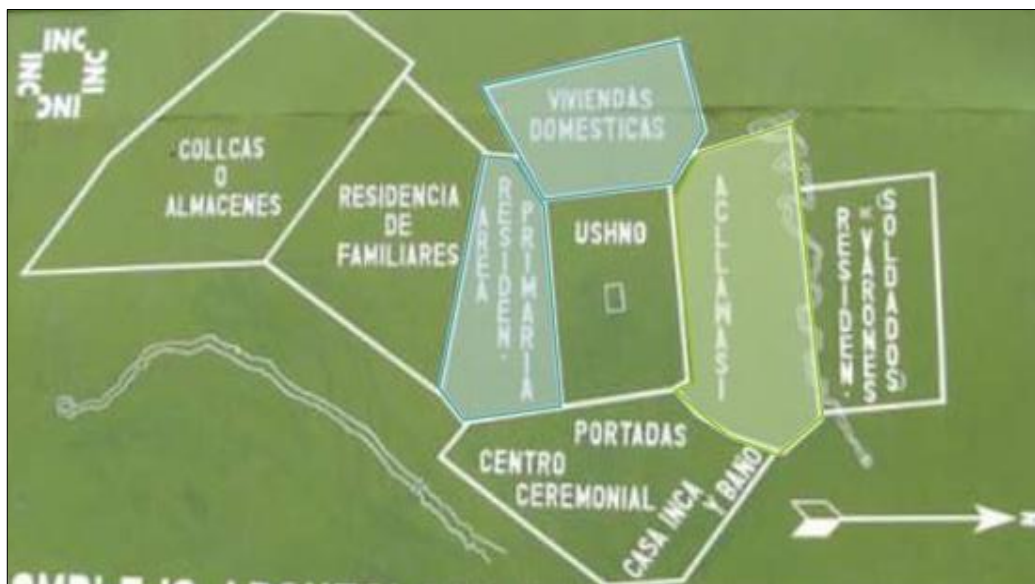 INC
INC
INC
INC
COLLCAS
O
ALMACENES
RESIDENCIA
DE
FAMILIARES
AREA
RESIDEN.
PRIMARIA
VIVIENDAS
DOMESTICAS
USHNO
ACLLAWASI
RESIDEN.
DE VARONES
SOLDADOS
PORTADAS
CENTRO
CEREMONIAL
CASA INCA
Y BAÑO
N